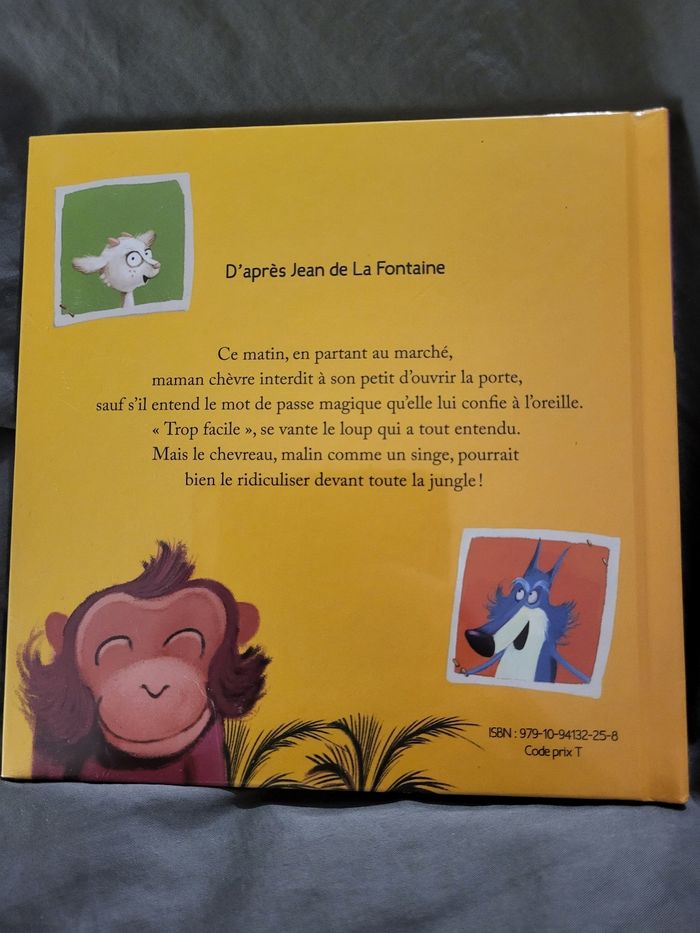 D'après Jean de La Fontaine
Ce matin, en partant au marché,
maman chèvre interdit à son petit d'ouvrir la porte,
sauf s'il entend le mot de passe magique qu'elle lui confie à l'oreille.
« Trop facile », se vante le loup qui a tout entendu.
Mais le chevreau, malin comme un singe, pourrait
bien le ridiculiser devant toute la jungle !
ISBN : 979-10-94132-25-8
Code prix T